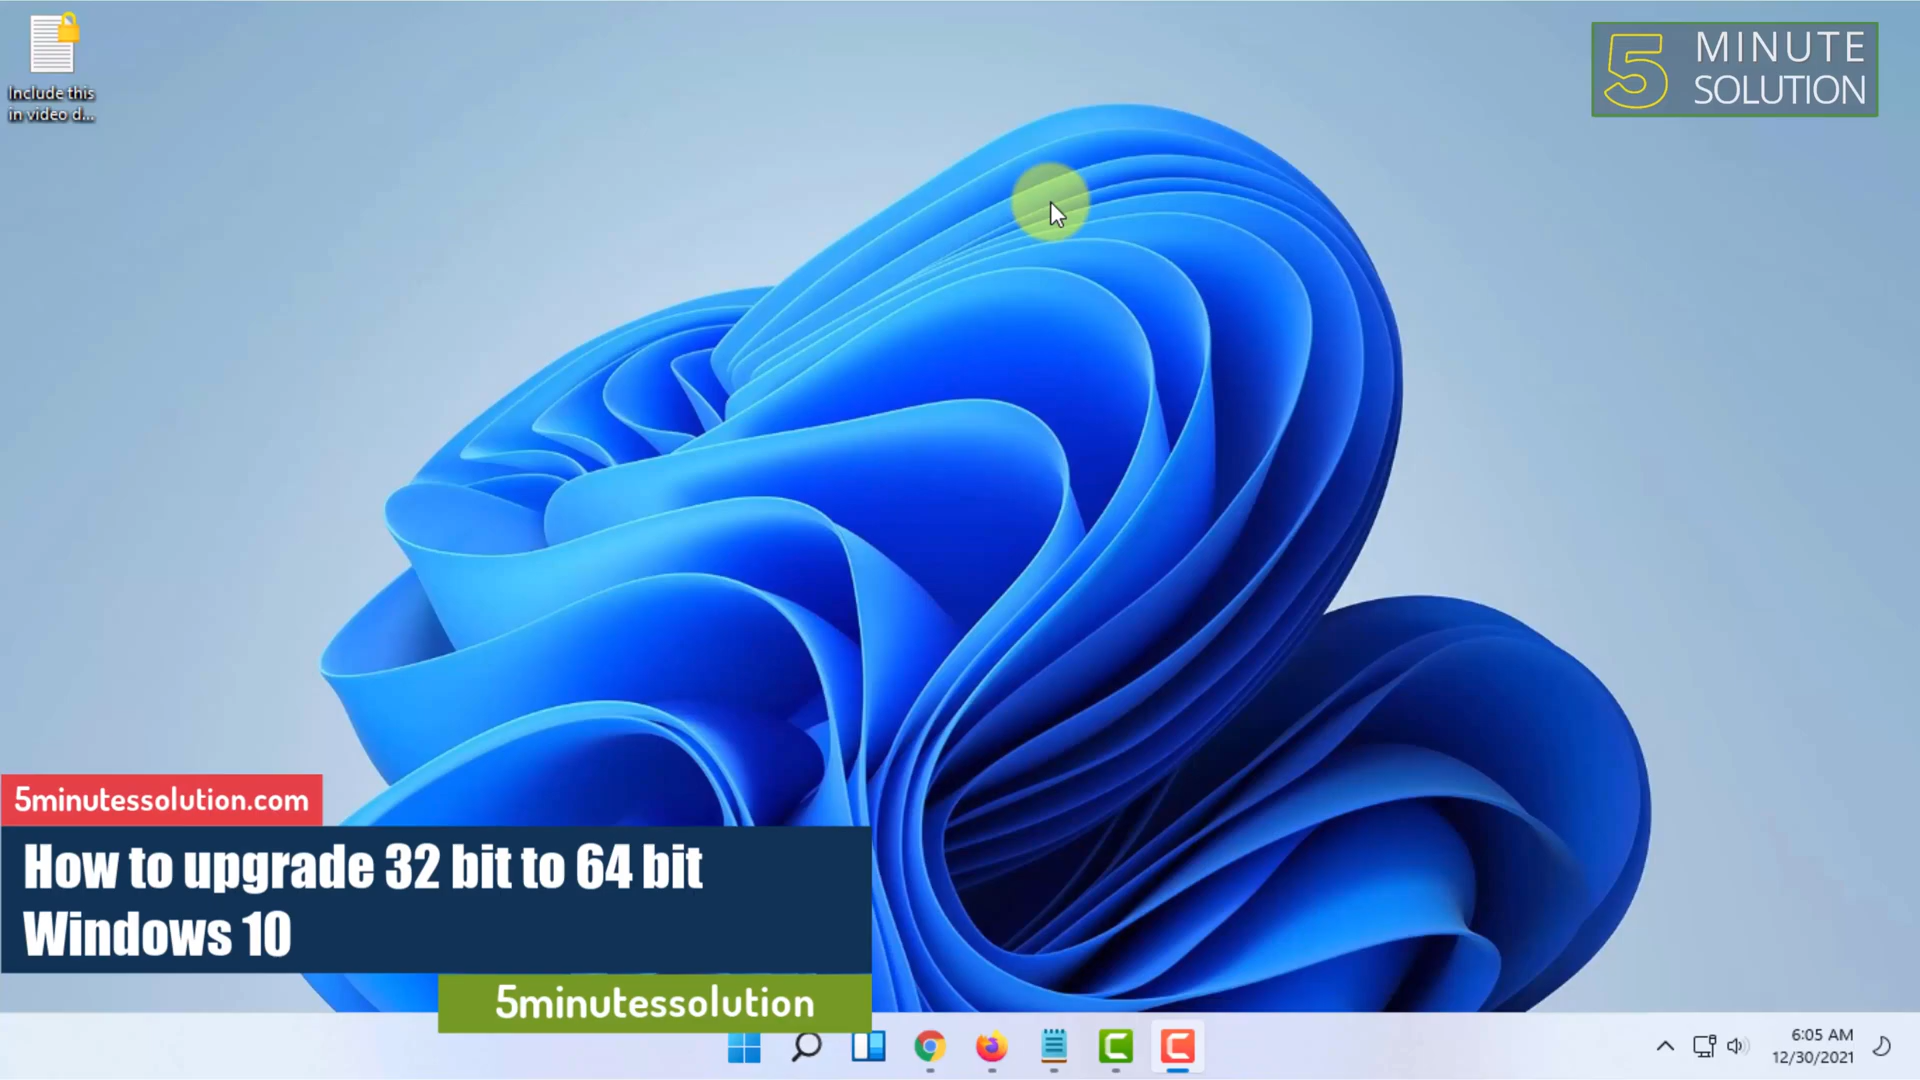 Include this
in video d...
5 MINUTE
SOLUTION
5minutessolution.com
How to upgrade 32 bit to 64 bit
Windows 10
5minutessolution
6:05 AM
12/30/2021